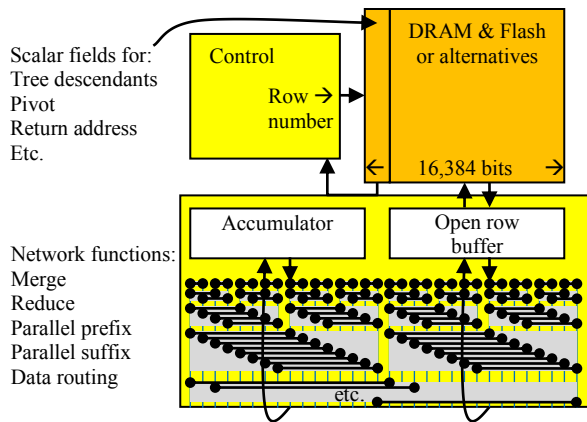 Scalar fields for:
Tree descendants
Pivot
Return address
Etc.
Control
Row →
number
DRAM & Flash
or alternatives
← 16,384 bits →
Accumulator
Open row
buffer
Network functions:
Merge
Reduce
Parallel prefix
Parallel suffix
Data routing
etc.